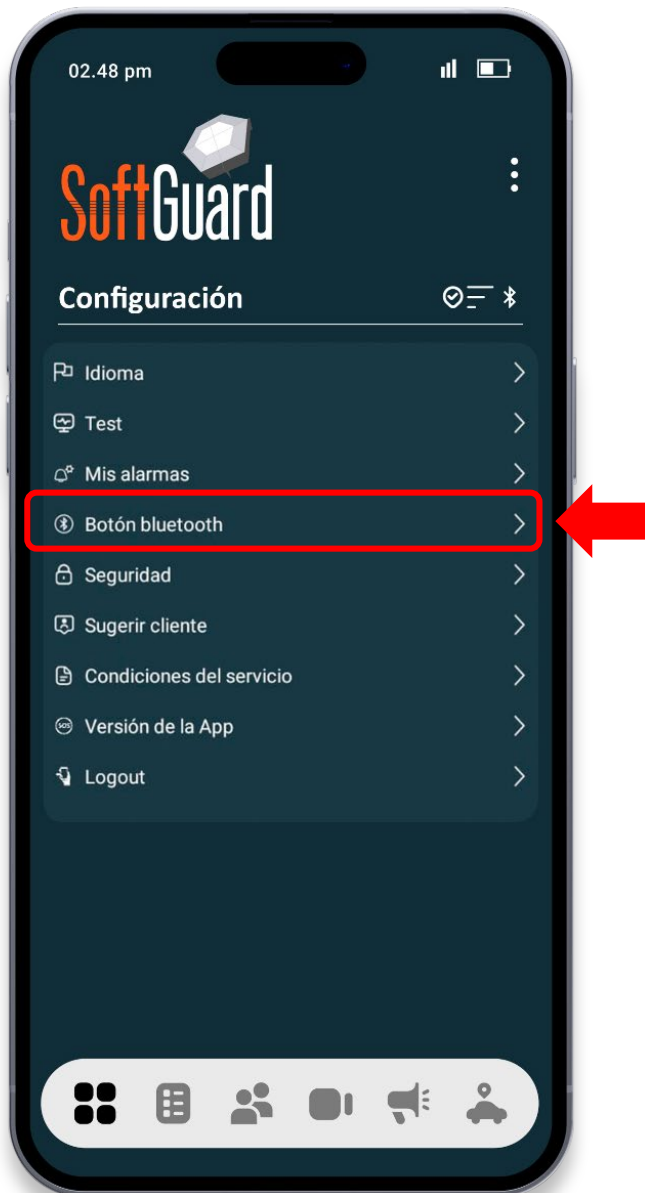 02.48 pm
SoftGuard
Configuración
Idioma
Test
Mis alarmas
Botón bluetooth
Seguridad
Sugerir cliente
Condiciones del servicio
SOS
Versión de la App
Logout